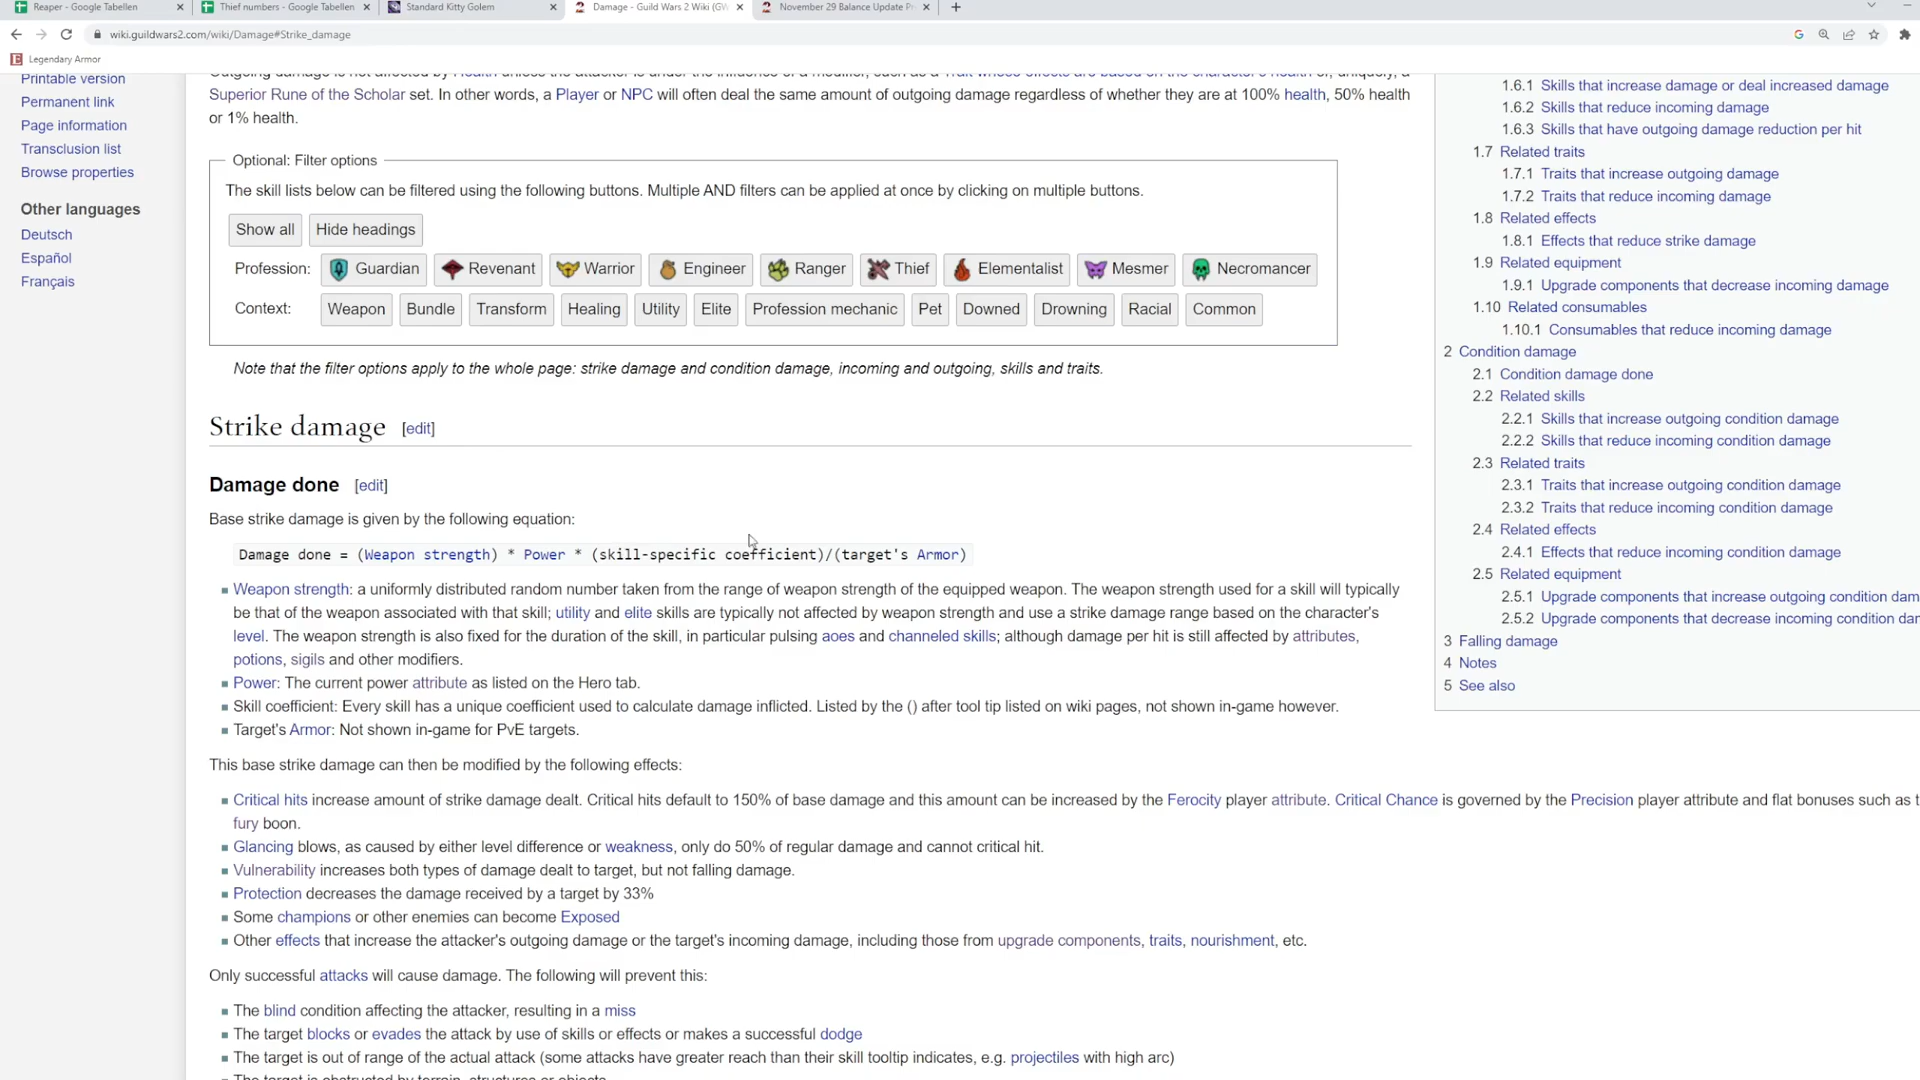 Reaper - Google Tabellen
Thief numbers - Google Tabellen
Standard Kitty Golem
Damage - Guild Wars 2 Wiki (GW
November 29 Balance Update Pr
wiki.guildwars2.com/wiki/Damage#Strike_damage
Legendary Armor
Printable version
Permanent link
Page information
Transclusion list
Browse properties
Other languages
Deutsch
Español
Français
Superior Rune of the Scholar set. In other words, a Player or NPC will often deal the same amount of outgoing damage regardless of whether they are at 100% health, 50% health
or 1% health.
Optional: Filter options
The skill lists below can be filtered using the following buttons. Multiple AND filters can be applied at once by clicking on multiple buttons.
Show all Hide headings
Profession: Guardian Revenant Warrior Engineer Ranger Thief Elementalist Mesmer Necromancer
Context: Weapon Bundle Transform Healing Utility Elite Profession mechanic Pet Downed Drowning Racial Common
Note that the filter options apply to the whole page: strike damage and condition damage, incoming and outgoing, skills and traits.
Strike damage [edit]
Damage done [edit]
Base strike damage is given by the following equation:
Damage done = (Weapon strength) * Power * (skill-specific coefficient)/(target's Armor)
Weapon strength: a uniformly distributed random number taken from the range of weapon strength of the equipped weapon. The weapon strength used for a skill will typically
be that of the weapon associated with that skill; utility and elite skills are typically not affected by weapon strength and use a strike damage range based on the character's
level. The weapon strength is also fixed for the duration of the skill, in particular pulsing aoes and channeled skills; although damage per hit is still affected by attributes,
potions, sigils and other modifiers.
Power: The current power attribute as listed on the Hero tab.
Skill coefficient: Every skill has a unique coefficient used to calculate damage inflicted. Listed by the () after tool tip listed on wiki pages, not shown in-game however.
Target's Armor: Not shown in-game for PvE targets.
This base strike damage can then be modified by the following effects:
Critical hits increase amount of strike damage dealt. Critical hits default to 150% of base damage and this amount can be increased by the Ferocity player attribute. Critical Chance is governed by the Precision player attribute and flat bonuses such as t
fury boon.
Glancing blows, as caused by either level difference or weakness, only do 50% of regular damage and cannot critical hit.
Vulnerability increases both types of damage dealt to target, but not falling damage.
Protection decreases the damage received by a target by 33%
Some champions or other enemies can become Exposed
Other effects that increase the attacker's outgoing damage or the target's incoming damage, including those from upgrade components, traits, nourishment, etc.
Only successful attacks will cause damage. The following will prevent this:
The blind condition affecting the attacker, resulting in a miss
The target blocks or evades the attack by use of skills or effects or makes a successful dodge
The target is out of range of the actual attack (some attacks have greater reach than their skill tooltip indicates, e.g. projectiles with high arc)
The target is obstructed by terrain, structures or objects
1.6.1 Skills that increase damage or deal increased damage
1.6.2 Skills that reduce incoming damage
1.6.3 Skills that have outgoing damage reduction per hit
1.7 Related traits
1.7.1 Traits that increase outgoing damage
1.7.2 Traits that reduce incoming damage
1.8 Related effects
1.8.1 Effects that reduce strike damage
1.9 Related equipment
1.9.1 Upgrade components that decrease incoming damage
1.10 Related consumables
1.10.1 Consumables that reduce incoming damage
2 Condition damage
2.1 Condition damage done
2.2 Related skills
2.2.1 Skills that increase outgoing condition damage
2.2.2 Skills that reduce incoming condition damage
2.3 Related traits
2.3.1 Traits that increase outgoing condition damage
2.3.2 Traits that reduce incoming condition damage
2.4 Related effects
2.4.1 Effects that reduce incoming condition damage
2.5 Related equipment
2.5.1 Upgrade components that increase outgoing condition dam
2.5.2 Upgrade components that decrease incoming condition dar
3 Falling damage
4 Notes
5 See also